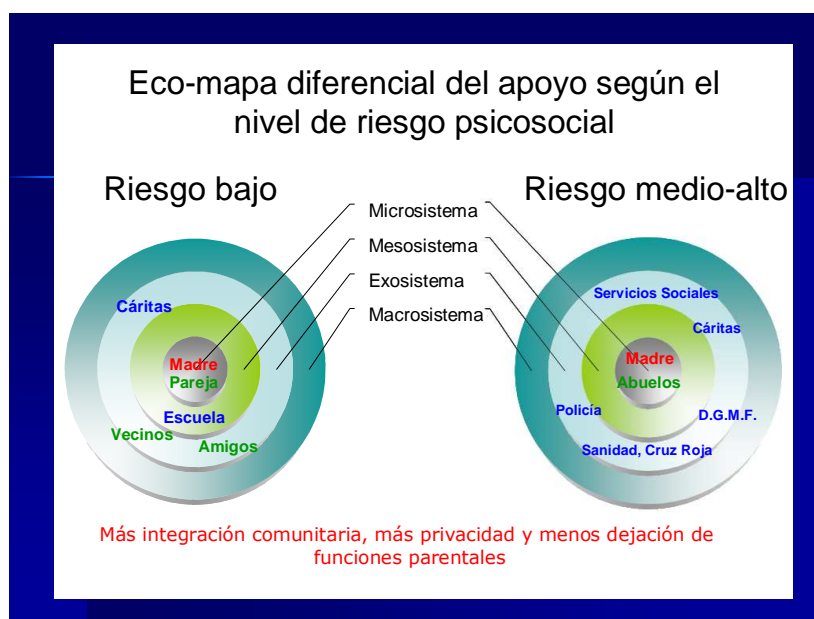 Eco-mapa diferencial del apoyo según el
nivel de riesgo psicosocial
Riesgo bajo
Riesgo medio-alto
Microsistema
Mesosistema
Exosistema
Macrosistema
Cáritas
Madre
Pareja
Escuela
Vecinos
Amigos
Servicios Sociales
Cáritas
Madre
Abuelos
Policía
D.G.M.F.
Sanidad, Cruz Roja
Más integración comunitaria, más privacidad y menos dejación de
funciones parentales